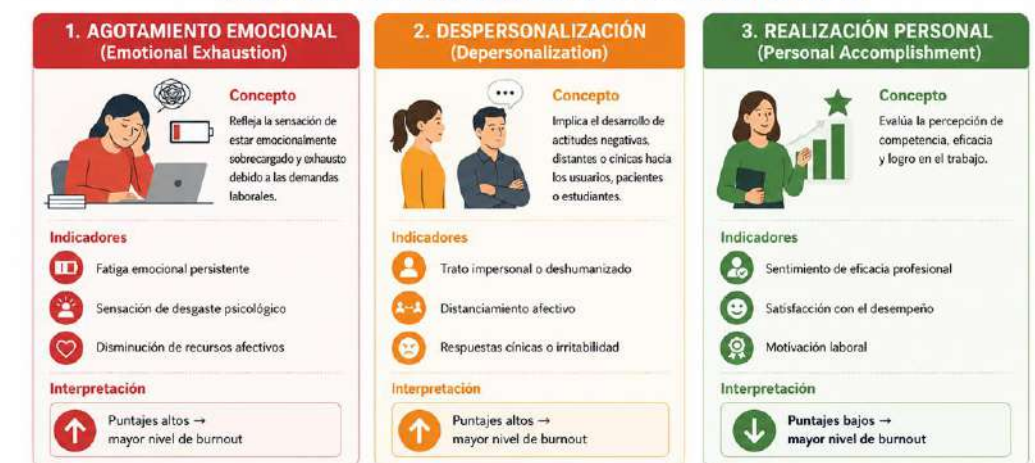 1. AGOTAMIENTO EMOCIONAL
(Emotional Exhaustion)
Concepto
Refleja la sensación de
estar emocionalmente
sobrecargado y exhausto
debido a las demandas
laborales.
Indicadores
Fatiga emocional persistente
Sensación de desgaste psicológico
Disminución de recursos afectivos
Interpretación
Puntajes altos →
mayor nivel de burnout
2. DESPERSONALIZACIÓN
(Depersonalization)
Concepto
Implica el desarrollo de
actitudes negativas,
distantes o cínicas hacia
los usuarios, pacientes
o estudiantes.
Indicadores
Trato impersonal o deshumanizado
Distanciamiento afectivo
Respuestas cínicas o irritabilidad
Interpretación
Puntajes altos →
mayor nivel de burnout
3. REALIZACIÓN PERSONAL
(Personal Accomplishment)
Concepto
Evalúa la percepción de
competencia, eficacia
y logro en el trabajo.
Indicadores
Sentimiento de eficacia profesional
Satisfacción con el desempeño
Motivación laboral
Interpretación
Puntajes bajos →
mayor nivel de burnout